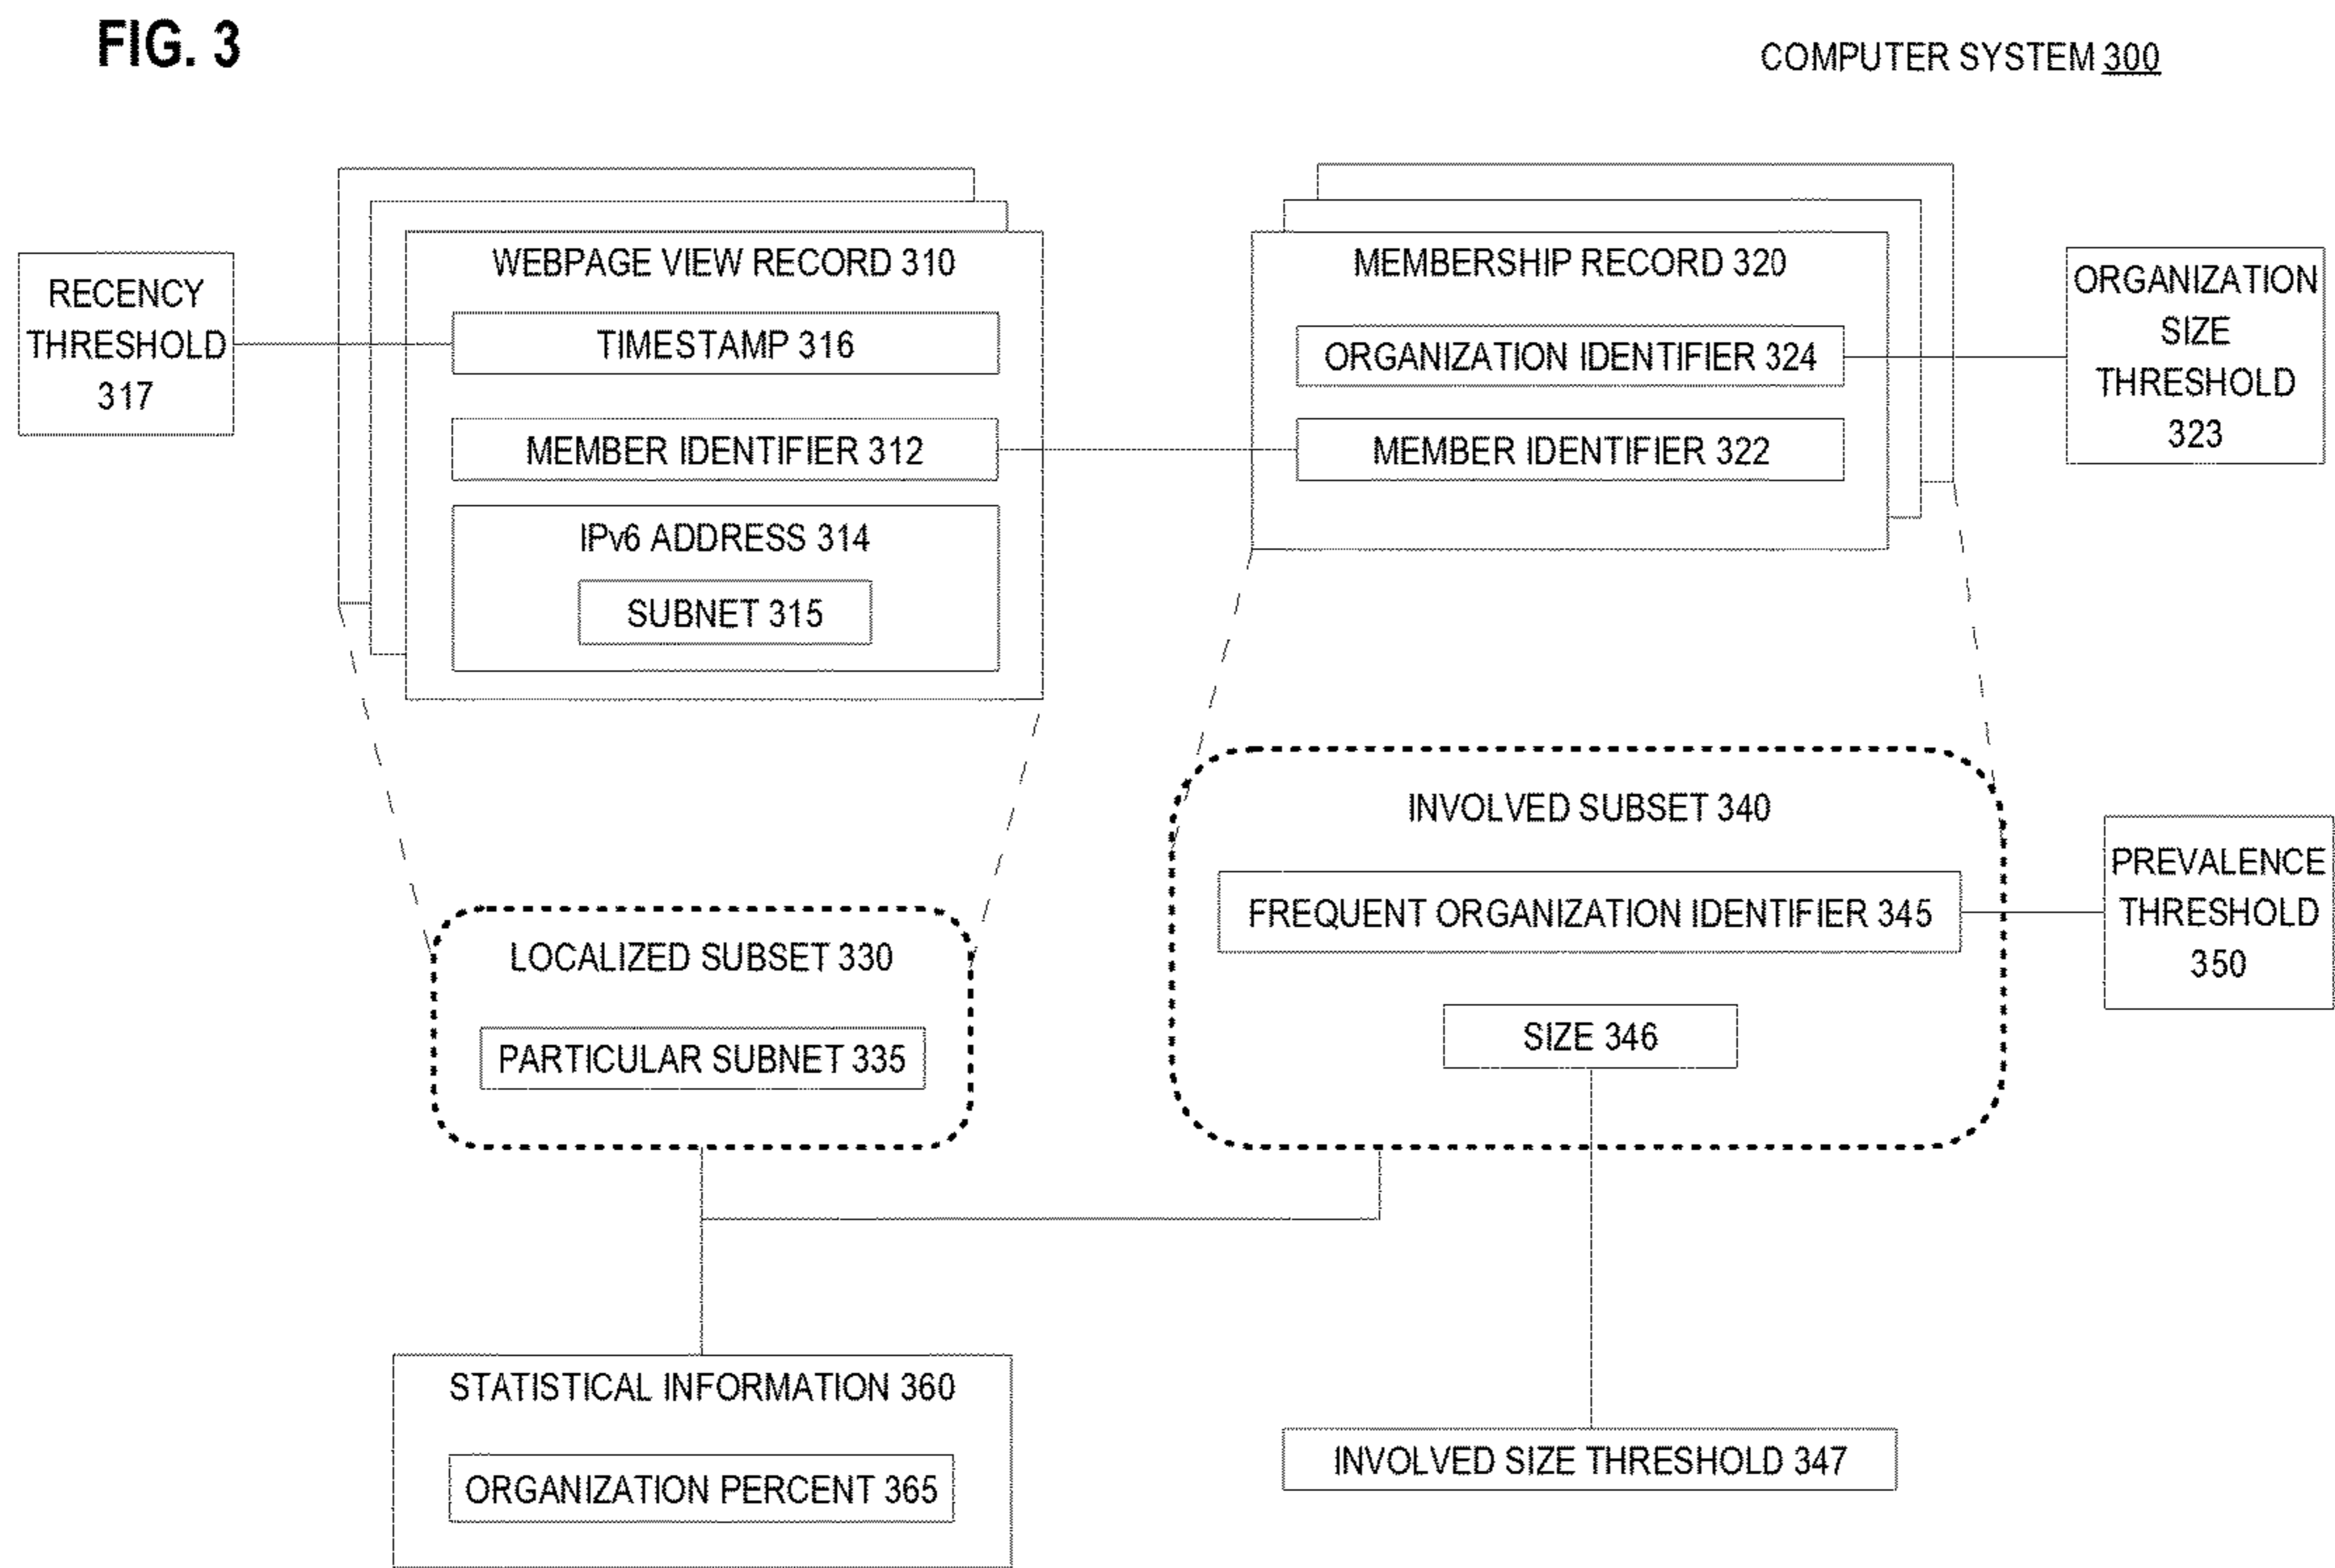 FIG. 3
COMPUTER SYSTEM 300
RECENCY
THRESHOLD
317
WEBPAGE VIEW RECORD 310
TIMESTAMP 316
MEMBER IDENTIFIER 312
IPv6 ADDRESS 314
SUBNET 315
MEMBERSHIP RECORD 320
ORGANIZATION IDENTIFIER 324
MEMBER IDENTIFIER 322
ORGANIZATION
SIZE
THRESHOLD
323
LOCALIZED SUBSET 330
PARTICULAR SUBNET 335
INVOLVED SUBSET 340
FREQUENT ORGANIZATION IDENTIFIER 345
SIZE 346
PREVALENCE
THRESHOLD
350
STATISTICAL INFORMATION 360
ORGANIZATION PERCENT 365
INVOLVED SIZE THRESHOLD 347